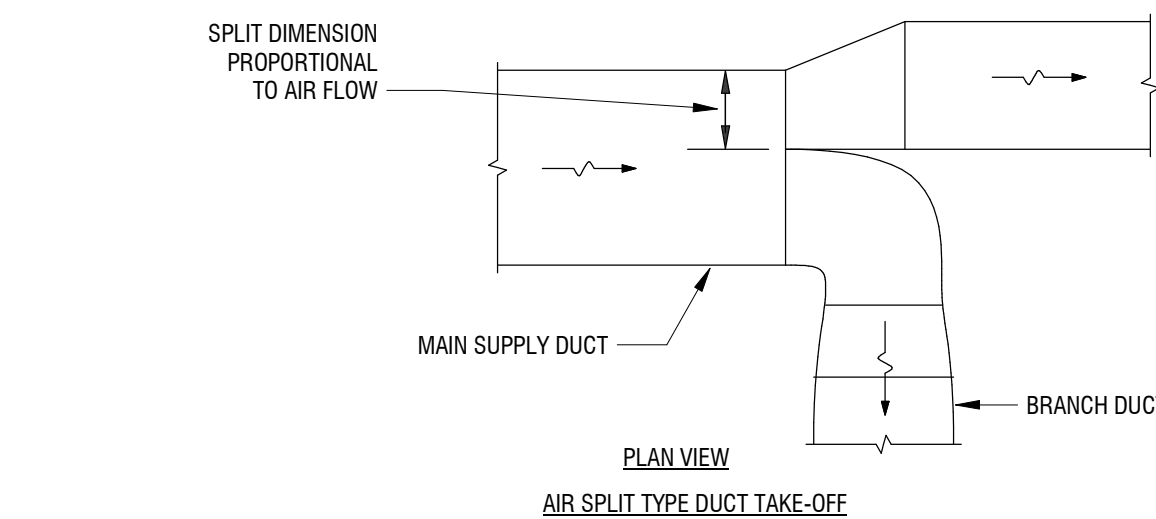 SPLIT DIMENSION
PROPORTIONAL
TO AIR FLOW
MAIN SUPPLY DUCT
BRANCH DUC
PLAN VIEW
AIR SPLIT TYPE DUCT TAKE-OFF